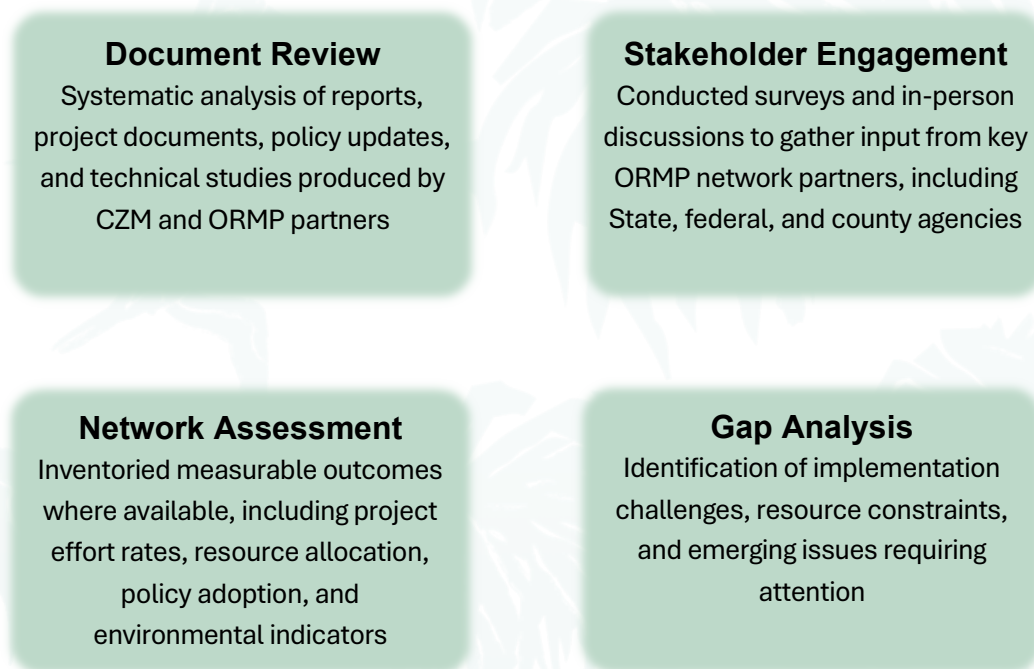 Document Review
Systematic analysis of reports,
project documents, policy updates,
and technical studies produced by
CZM and ORMP partners
Stakeholder Engagement
Conducted surveys and in-person
discussions to gather input from key
ORMP network partners, including
State, federal, and county agencies
Network Assessment
Inventoried measurable outcomes
where available, including project
effort rates, resource allocation,
policy adoption, and
environmental indicators
Gap Analysis
Identification of implementation
challenges, resource constraints,
and emerging issues requiring
attention